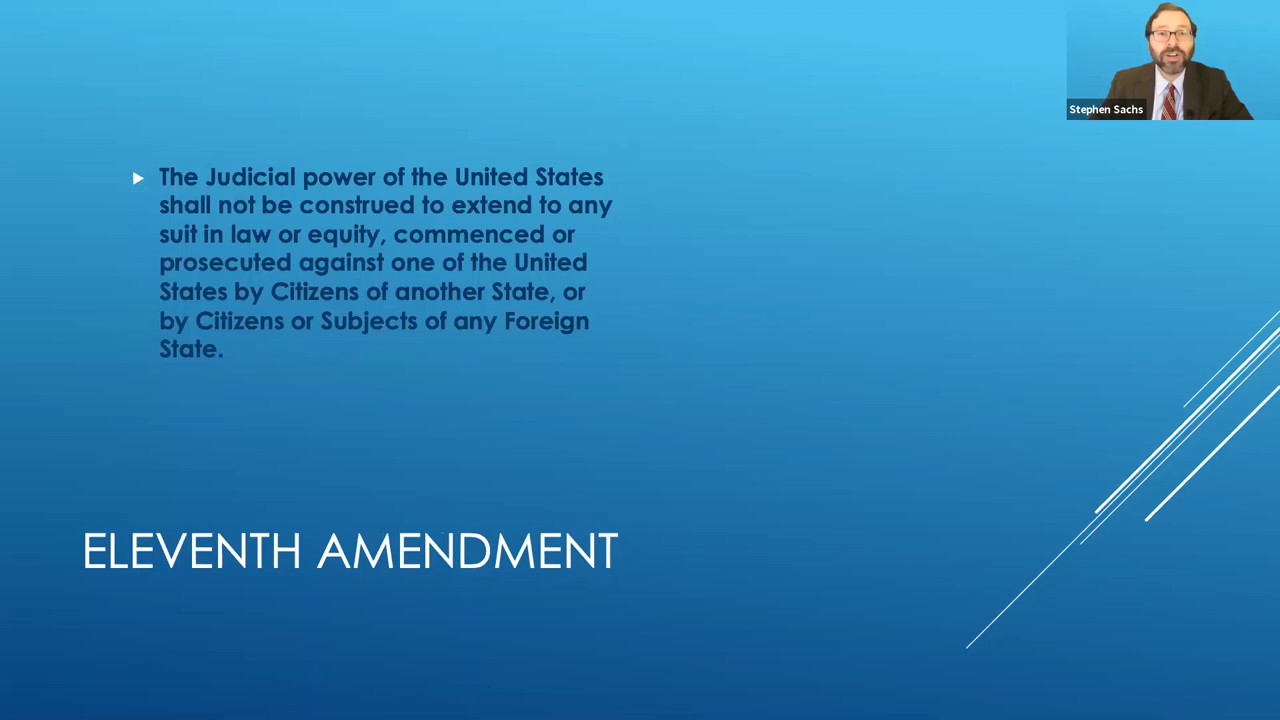 Stephen Sachs
The Judicial power of the United States
shall not be construed to extend to any
suit in law or equity, commenced or
prosecuted against one of the United
States by Citizens of another State, or
by Citizens or Subjects of any Foreign
State.
ELEVENTH AMENDMENT